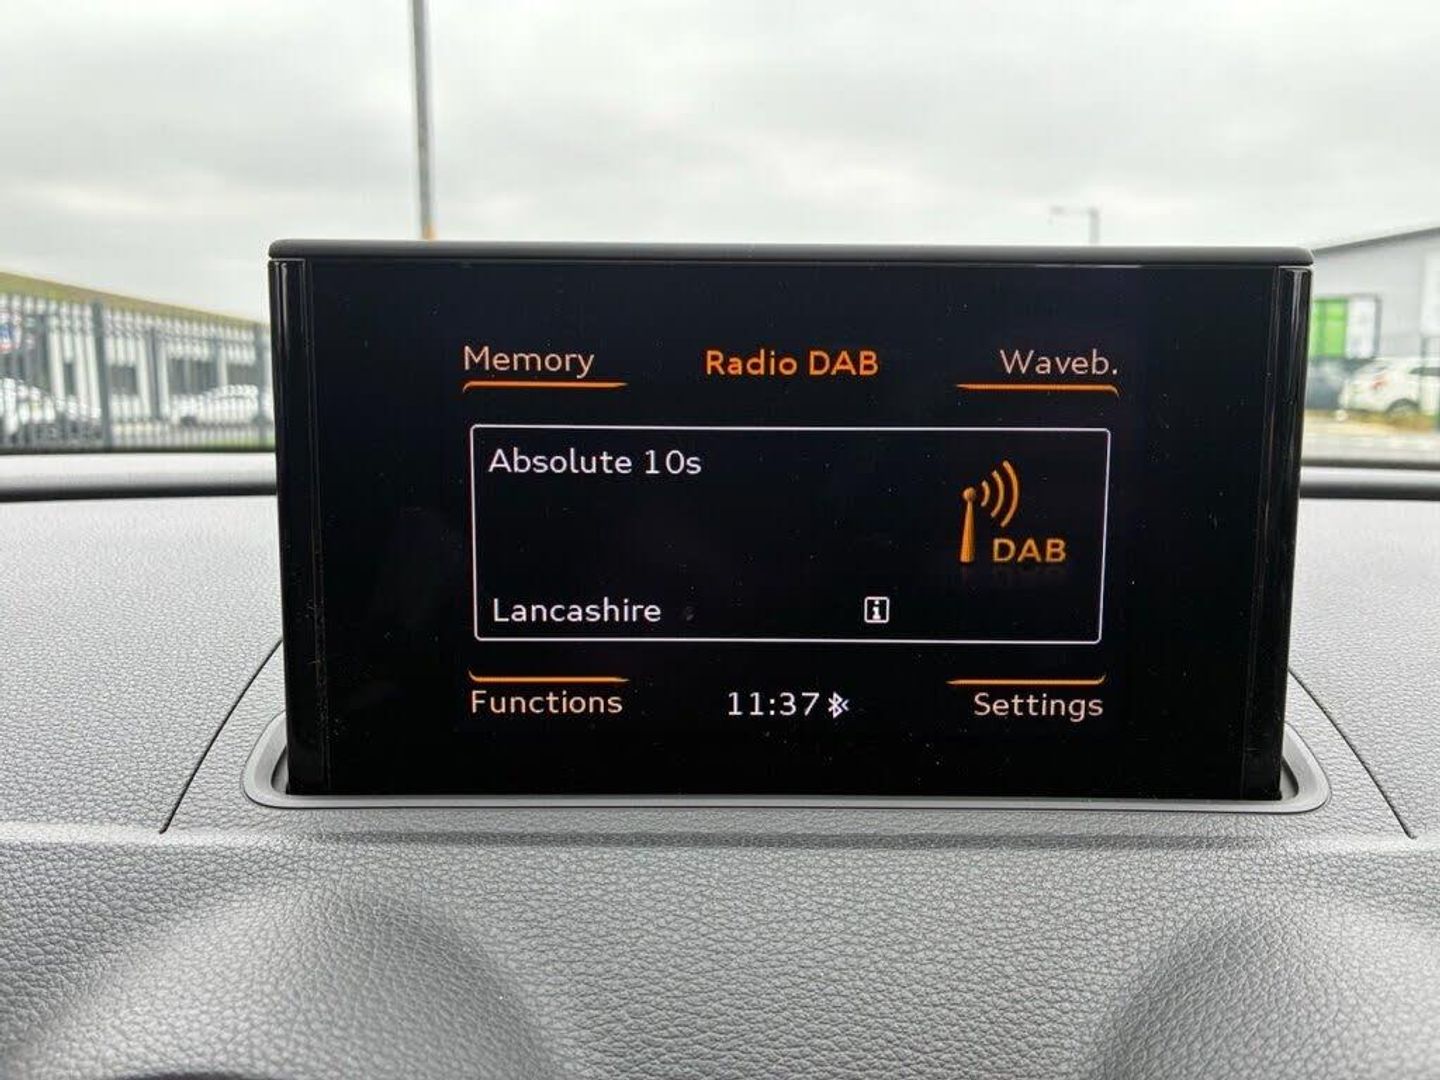 Memory Radio DAB Waveb.
Absolute 10s
DAB
Lancashire
Functions 11:37 Settings